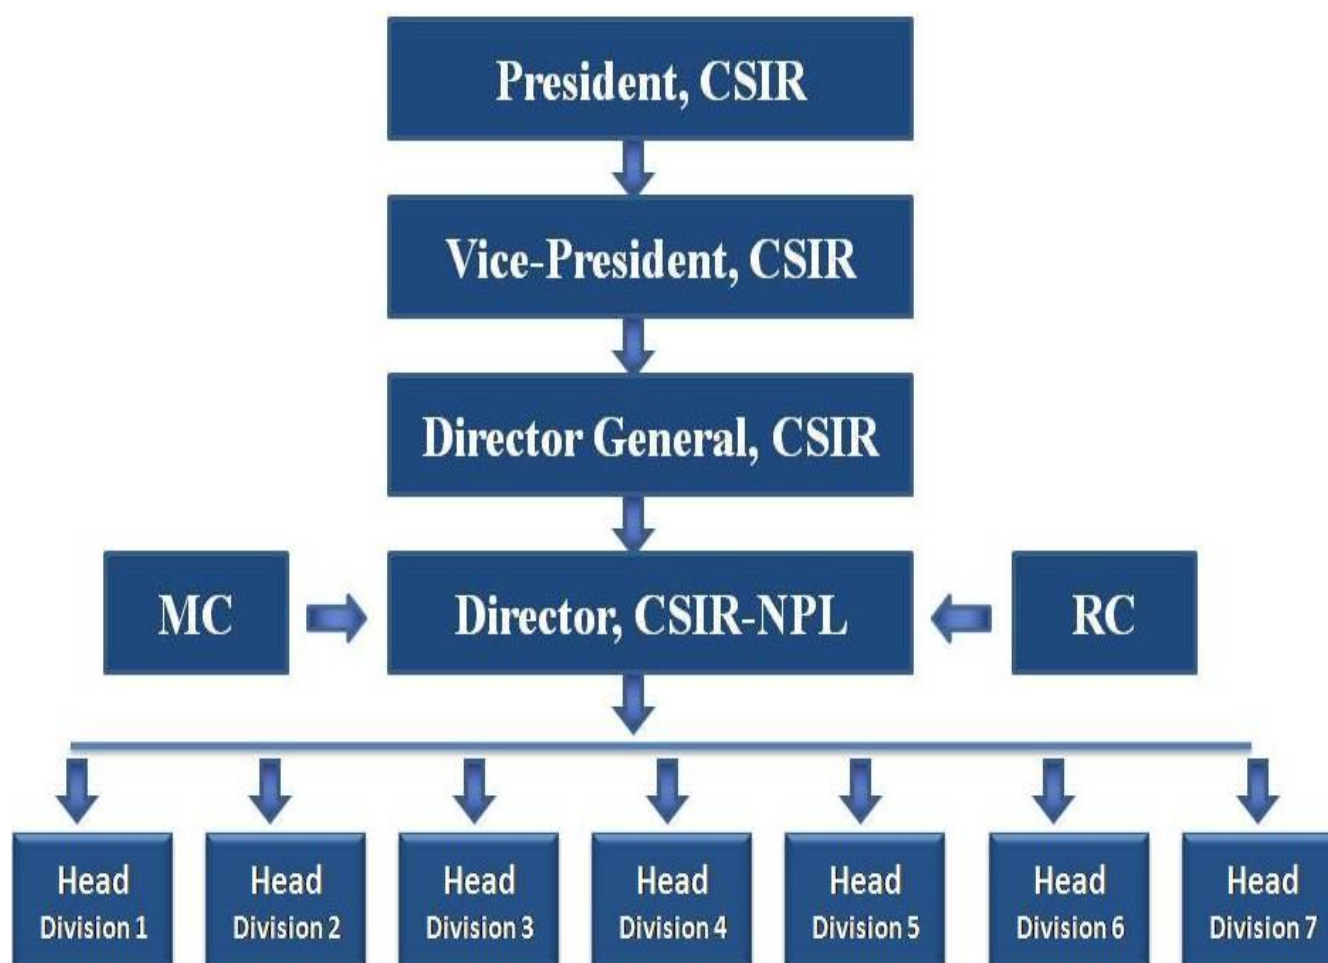 President, CSIR
Vice-President, CSIR
Director General, CSIR
MC
Director, CSIR-NPL
RC
Head
Division 1
Head
Division 2
Head
Division 3
Head
Division 4
Head
Division 5
Head
Division 6
Head
Division 7